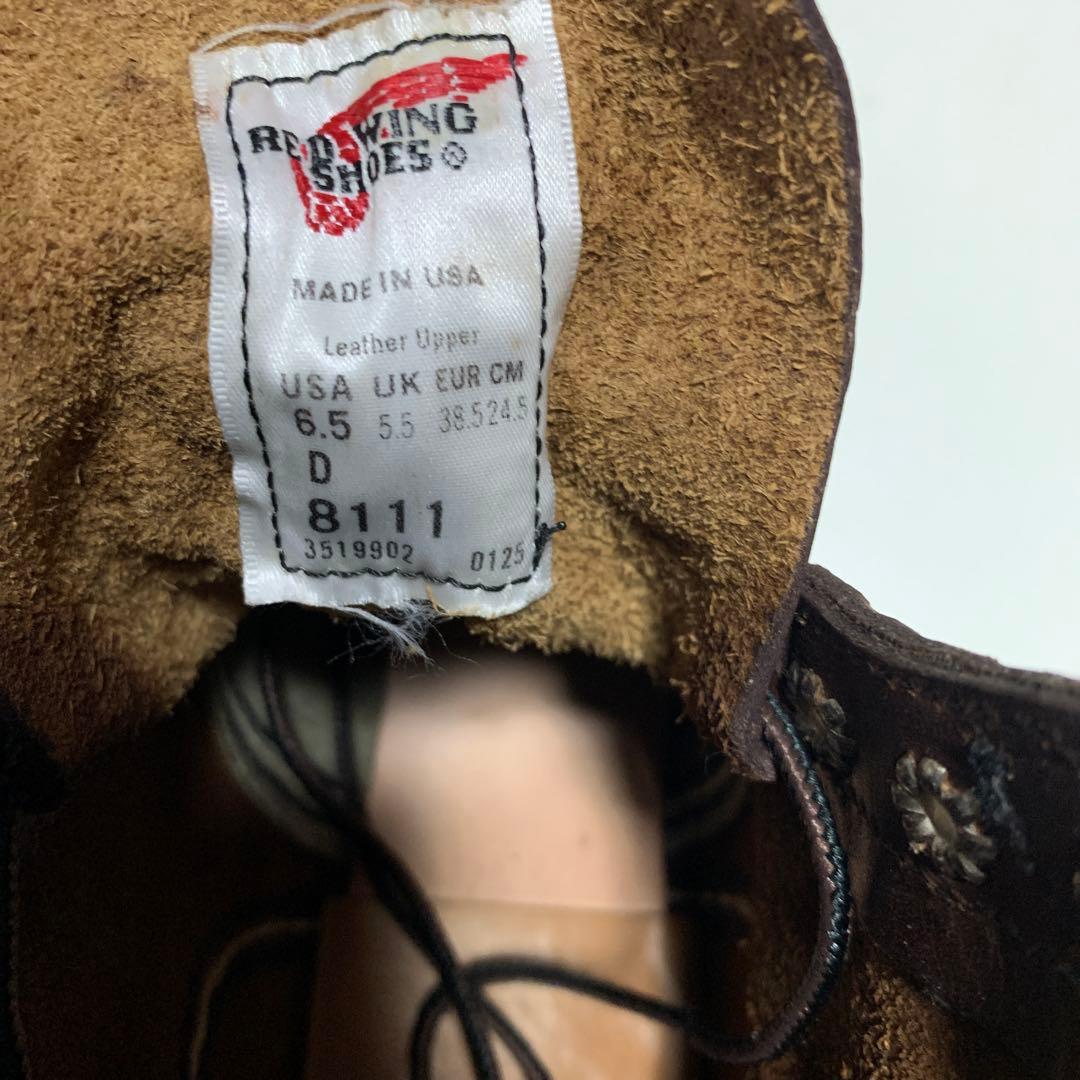 RED WING
SHOES
MADE IN USA
Leather Upper
USA UK EUR CM
6.5 5.5 38.5 24.5
D
8111
3519902 0125